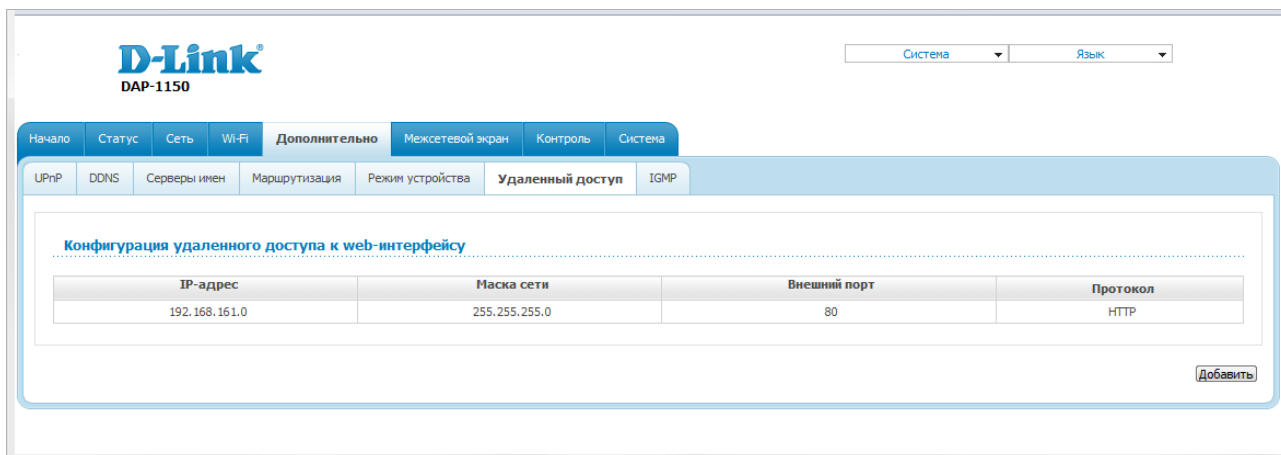 D-Link®
DAP-1150
Система Язык
Начало Статус Сеть Wi-Fi Дополнительно Межсетевой экран Контроль Система
UPnP DDNS Серверы имен Маршрутизация Режим устройства Удаленный доступ IGMP
Конфигурация удаленного доступа к web-интерфейсу
IP-адрес Маска сети Внешний порт Протокол
192.168.161.0 255.255.255.0 80 HTTP
Добавить